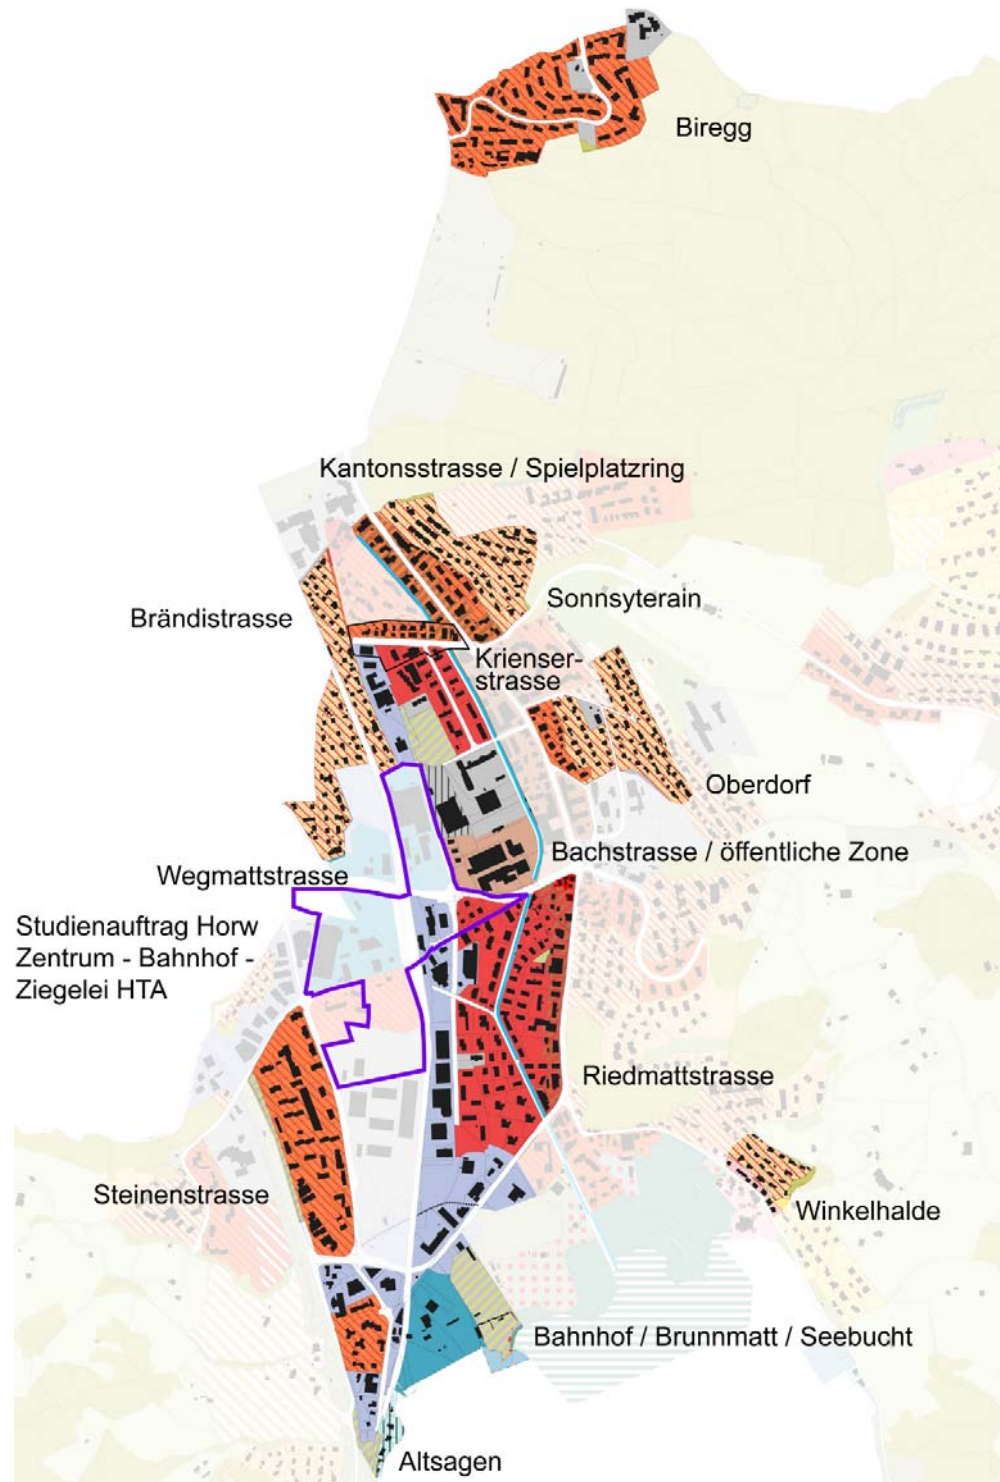 Biregg
Kantonsstrasse / Spielplatzring
Sonnsyterain
Brändistrasse
Krienser-
strasse
Oberdorf
Bachstrasse / öffentliche Zone
Wegmattstrasse
Studienauftrag Horw
Zentrum - Bahnhof -
Ziegelei HTA
Riedmattstrasse
Steinenstrasse
Winkelhalde
Bahnhof / Brunnmatt / Seebucht
Altsagen